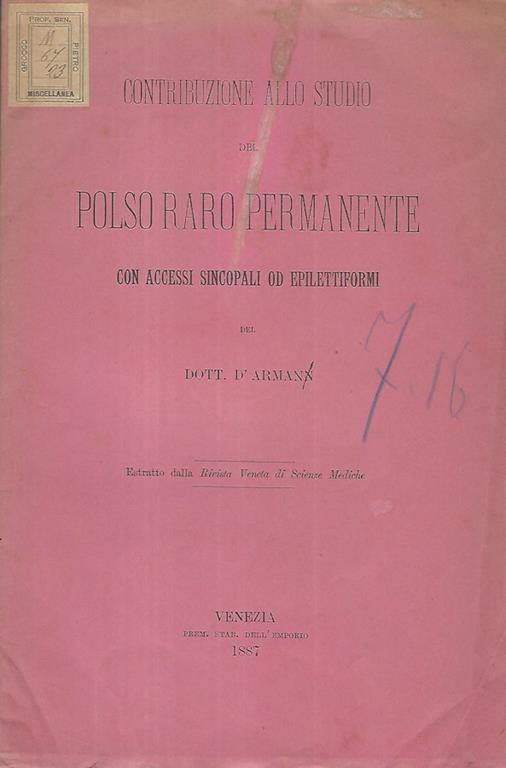 PROF. SEN.
GROCCO
PIETRO
M
67
23
MISCELLANEA
CONTRIBUZIONE ALLO STUDIO
DEL
POLSO RARO PERMANENTE
CON ACCESSI SINCOPALI OD EPILETTIFORMI
DEL
DOTT. D'ARMAN
7.16
Estratto dalla Rivista Veneta di Scienze Mediche
VENEZIA
PREM. STAB. DELL'EMPORIO
1887